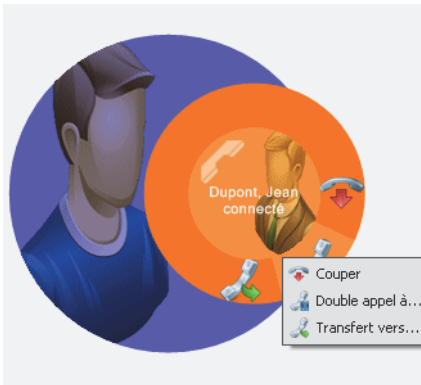 Dupont, Jean
connecté
Couper
Double appel à...
Transfert vers...